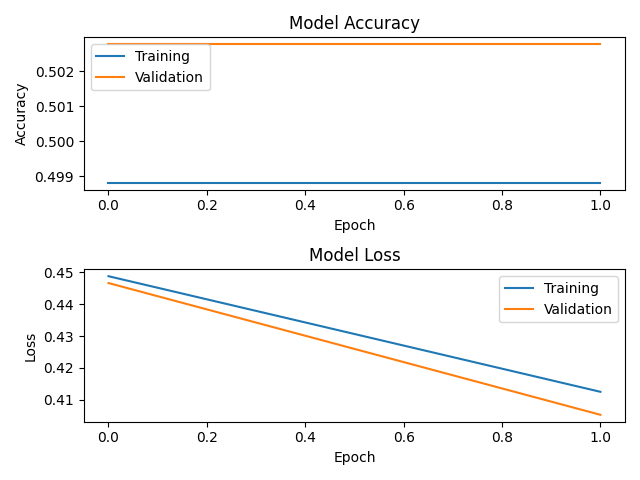 Model Accuracy
Accuracy
0.502
0.501
0.500
0.499
Training
Validation
0.0 0.2 0.4 0.6 0.8 1.0
Epoch
Model Loss
Loss
0.45
0.44
0.43
0.42
0.41
Training
Validation
0.0 0.2 0.4 0.6 0.8 1.0
Epoch